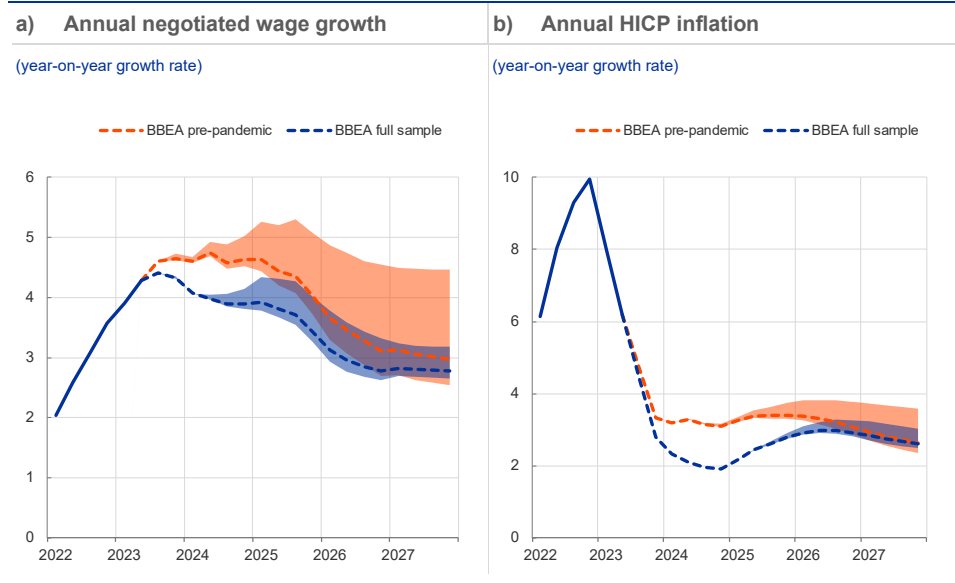 a) Annual negotiated wage growth
(year-on-year growth rate)
BBEA pre-pandemic BBEA full sample
6
5
4
3
2
1
0
2022 2023 2024 2025 2026 2027
b) Annual HICP inflation
(year-on-year growth rate)
BBEA pre-pandemic BBEA full sample
10
8
6
4
2
0
2022 2023 2024 2025 2026 2027